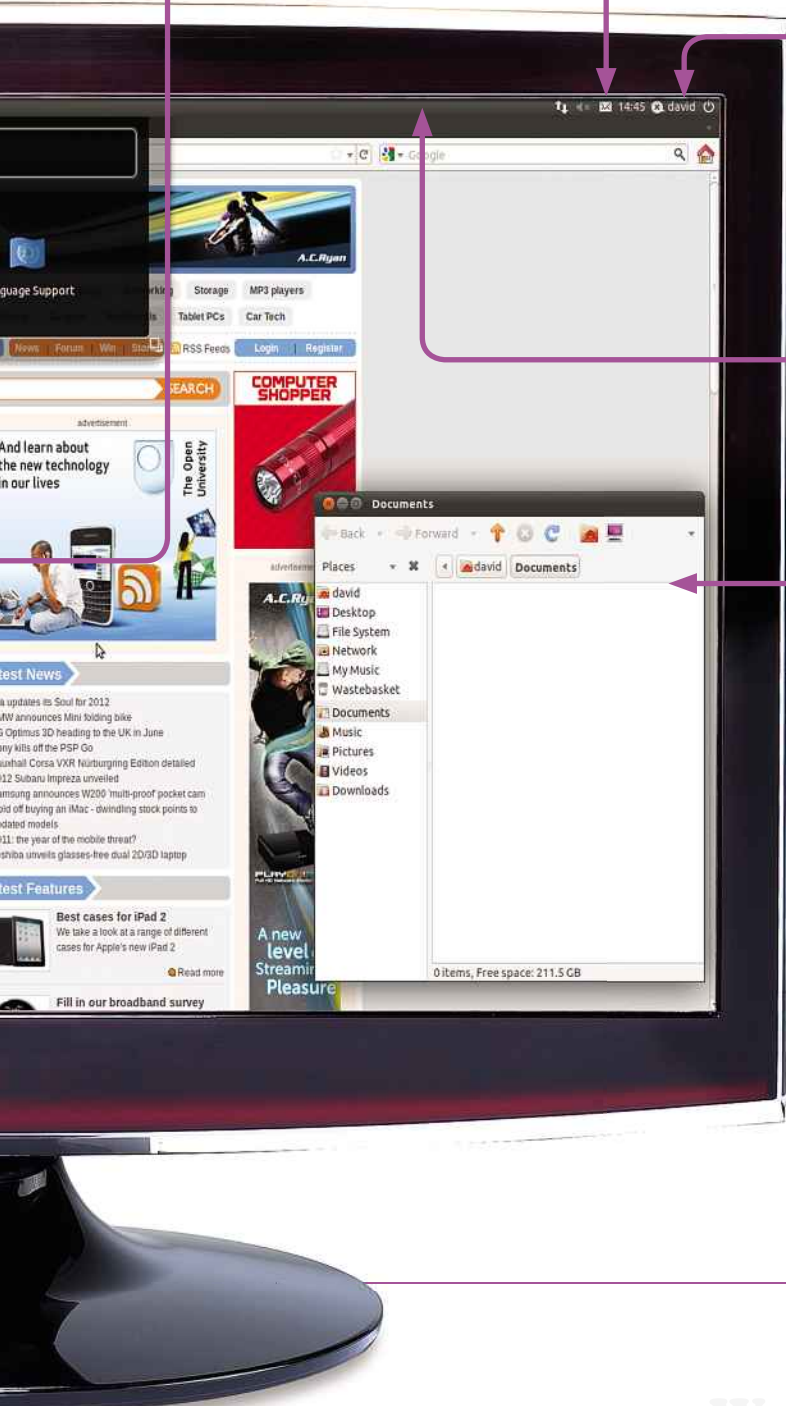 14:45 david
Google
A.C.Ryan
guage Support
Storage MP3 players
Tablet PCs Car Tech
News Forum Win RSS Feeds Login Register
SEARCH
COMPUTER
SHOPPER
advertisement
And learn about
the new technology
in our lives
The Open
University
test News
a updates its Soul for 2012
MW announces Mini folding bike
G Optimus 3D heading to the UK in June
ony kills off the PSP Go
auxhall Corsa VXR Nürburgring Edition detailed
12 Subaru Impreza unveiled
amsung announces W200 'multi-proof' pocket cam
old off buying an iMac - dwindling stock points to
dated models
11: the year of the mobile threat?
shiba unveils glasses-free dual 2D/3D laptop
test Features
Best cases for iPad 2
We take a look at a range of different
cases for Apple's new iPad 2
Read more
Fill in our broadband survey
A.C.Ry
A new
level
Streamin
Pleasure
Documents
Back Forward
Places david Documents
david
Desktop
File System
Network
My Music
Wastebasket
Documents
Music
Pictures
Videos
Downloads
0 items, Free space: 211.5 GB